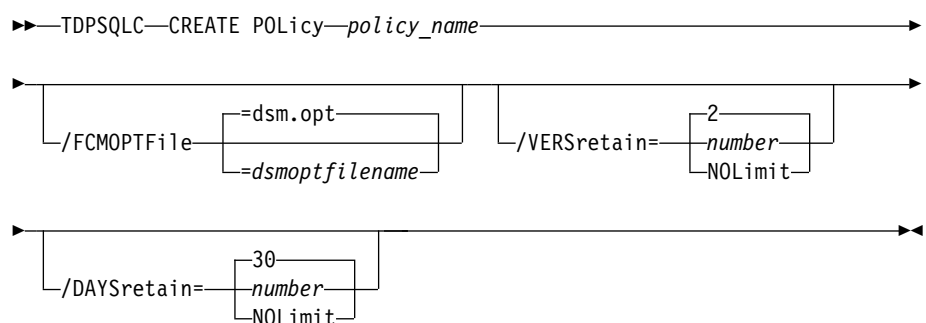 TDPSQLC CREATE POLicy policy_name
=dsm.opt
/FCMOPTFile
=dsmoptfilename
2
/VERSretain= number
NOLimit
30
/DAYSretain= number
NOLimit